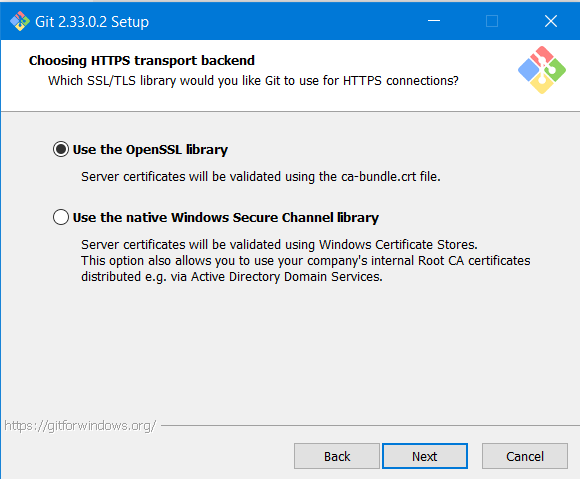 Git 2.33.0.2 Setup
Choosing HTTPS transport backend
Which SSL/TLS library would you like Git to use for HTTPS connections?
Use the OpenSSL library
Server certificates will be validated using the ca-bundle.crt file.
Use the native Windows Secure Channel library
Server certificates will be validated using Windows Certificate Stores.
This option also allows you to use your company's internal Root CA certificates
distributed e.g. via Active Directory Domain Services.
https://gitforwindows.org/
Back
Next
Cancel